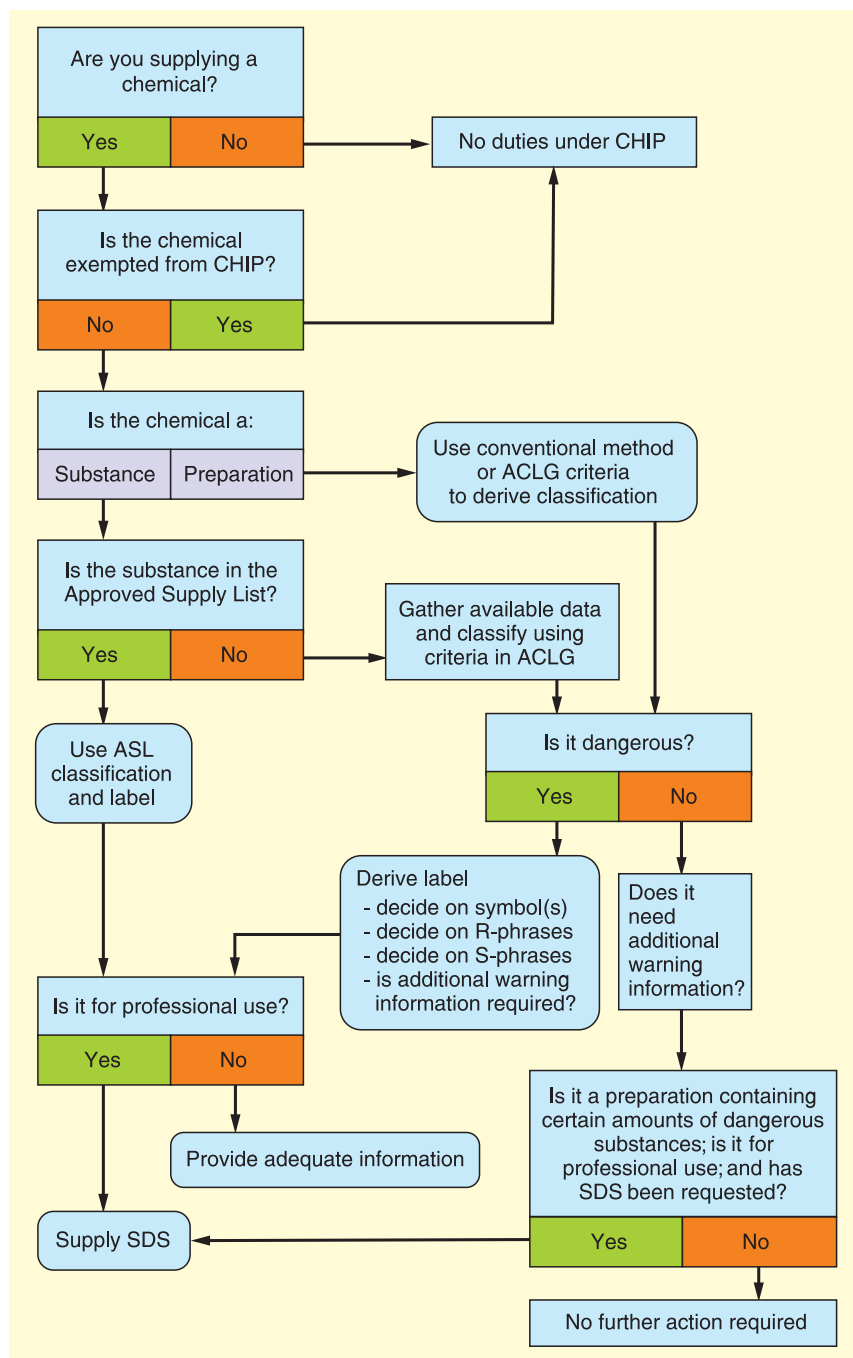 Are you supplying a
chemical?
Yes
No
No duties under CHIP
Is the chemical
exempted from CHIP?
No
Yes
Is the chemical a:
Substance
Preparation
Use conventional method
or ACLG criteria
to derive classification
Is the substance in the
Approved Supply List?
Yes
No
Gather available data
and classify using
criteria in ACLG
Use ASL
classification
and label
Is it dangerous?
Yes
No
Derive label
- decide on symbol(s)
- decide on R-phrases
- decide on S-phrases
- is additional warning
information required?
Does it
need
additional
warning
information?
Is it for professional use?
Yes
No
Provide adequate information
Is it a preparation containing
certain amounts of dangerous
substances; is it for
professional use; and has
SDS been requested?
Yes
No
Supply SDS
No further action required